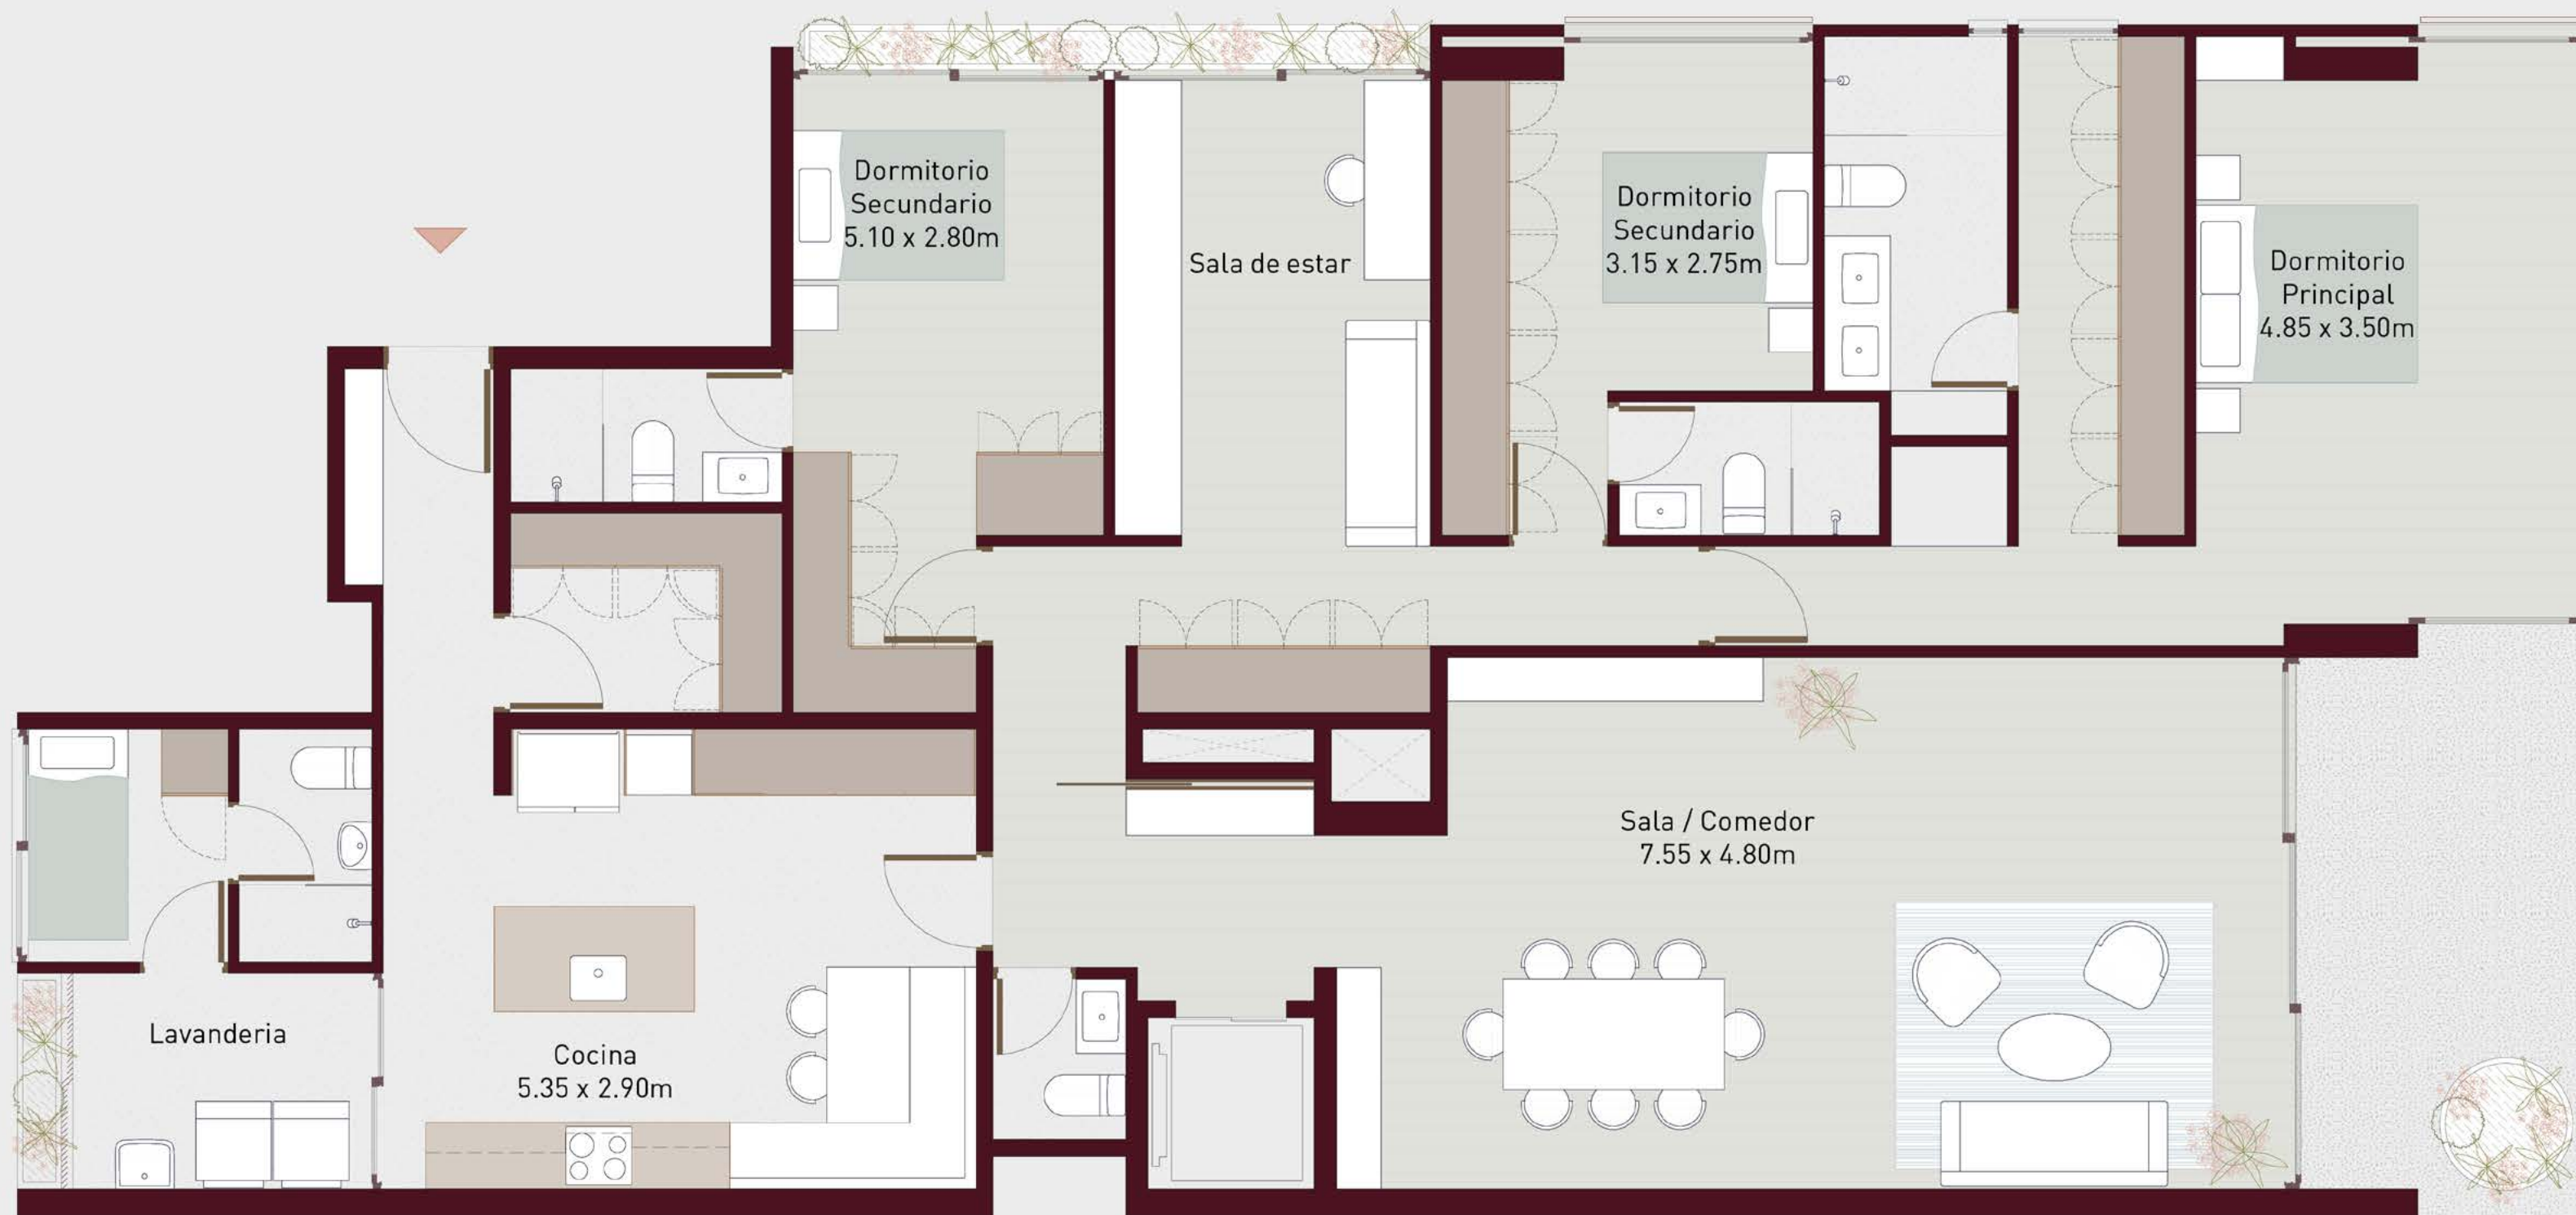 Dormitorio
Secundario
5.10 x 2.80m
Sala de estar
Dormitorio
Secundario
3.15 x 2.75m
Dormitorio
Principal
4.85 x 3.50m
Sala / Comedor
7.55 x 4.80m
Lavanderia
Cocina
5.35 x 2.90m